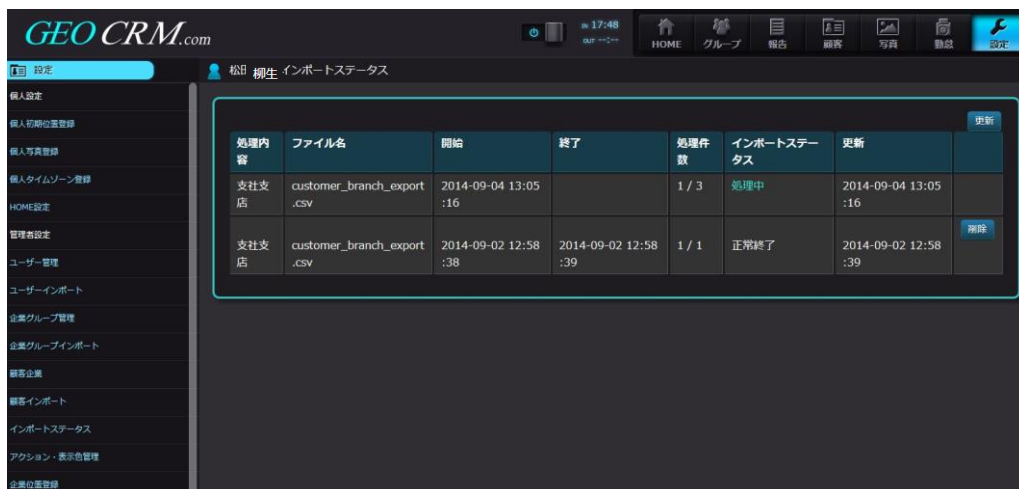 GEO CRM.com
IN 17:48
OUT --:--
HOME
グループ
報告
顧客
写真
勤怠
設定
設定
松田 柳生 インポートステータス
個人設定
個人初期位置登録
個人写真登録
個人タイムゾーン登録
HOME設定
管理者設定
ユーザー管理
ユーザーインポート
企業グループ管理
企業グループインポート
顧客企業
顧客インポート
インポートステータス
アクション・表示色管理
企業位置登録
更新
処理内
容
ファイル名
開始
終了
処理件
数
インポートステー
タス
更新
支社支
店
customer_branch_export
.csv
2014-09-04 13:05
:16
1 / 3
処理中
2014-09-04 13:05
:16
支社支
店
customer_branch_export
.csv
2014-09-02 12:58
:38
2014-09-02 12:58
:39
1 / 1
正常終了
2014-09-02 12:58
:39
削除